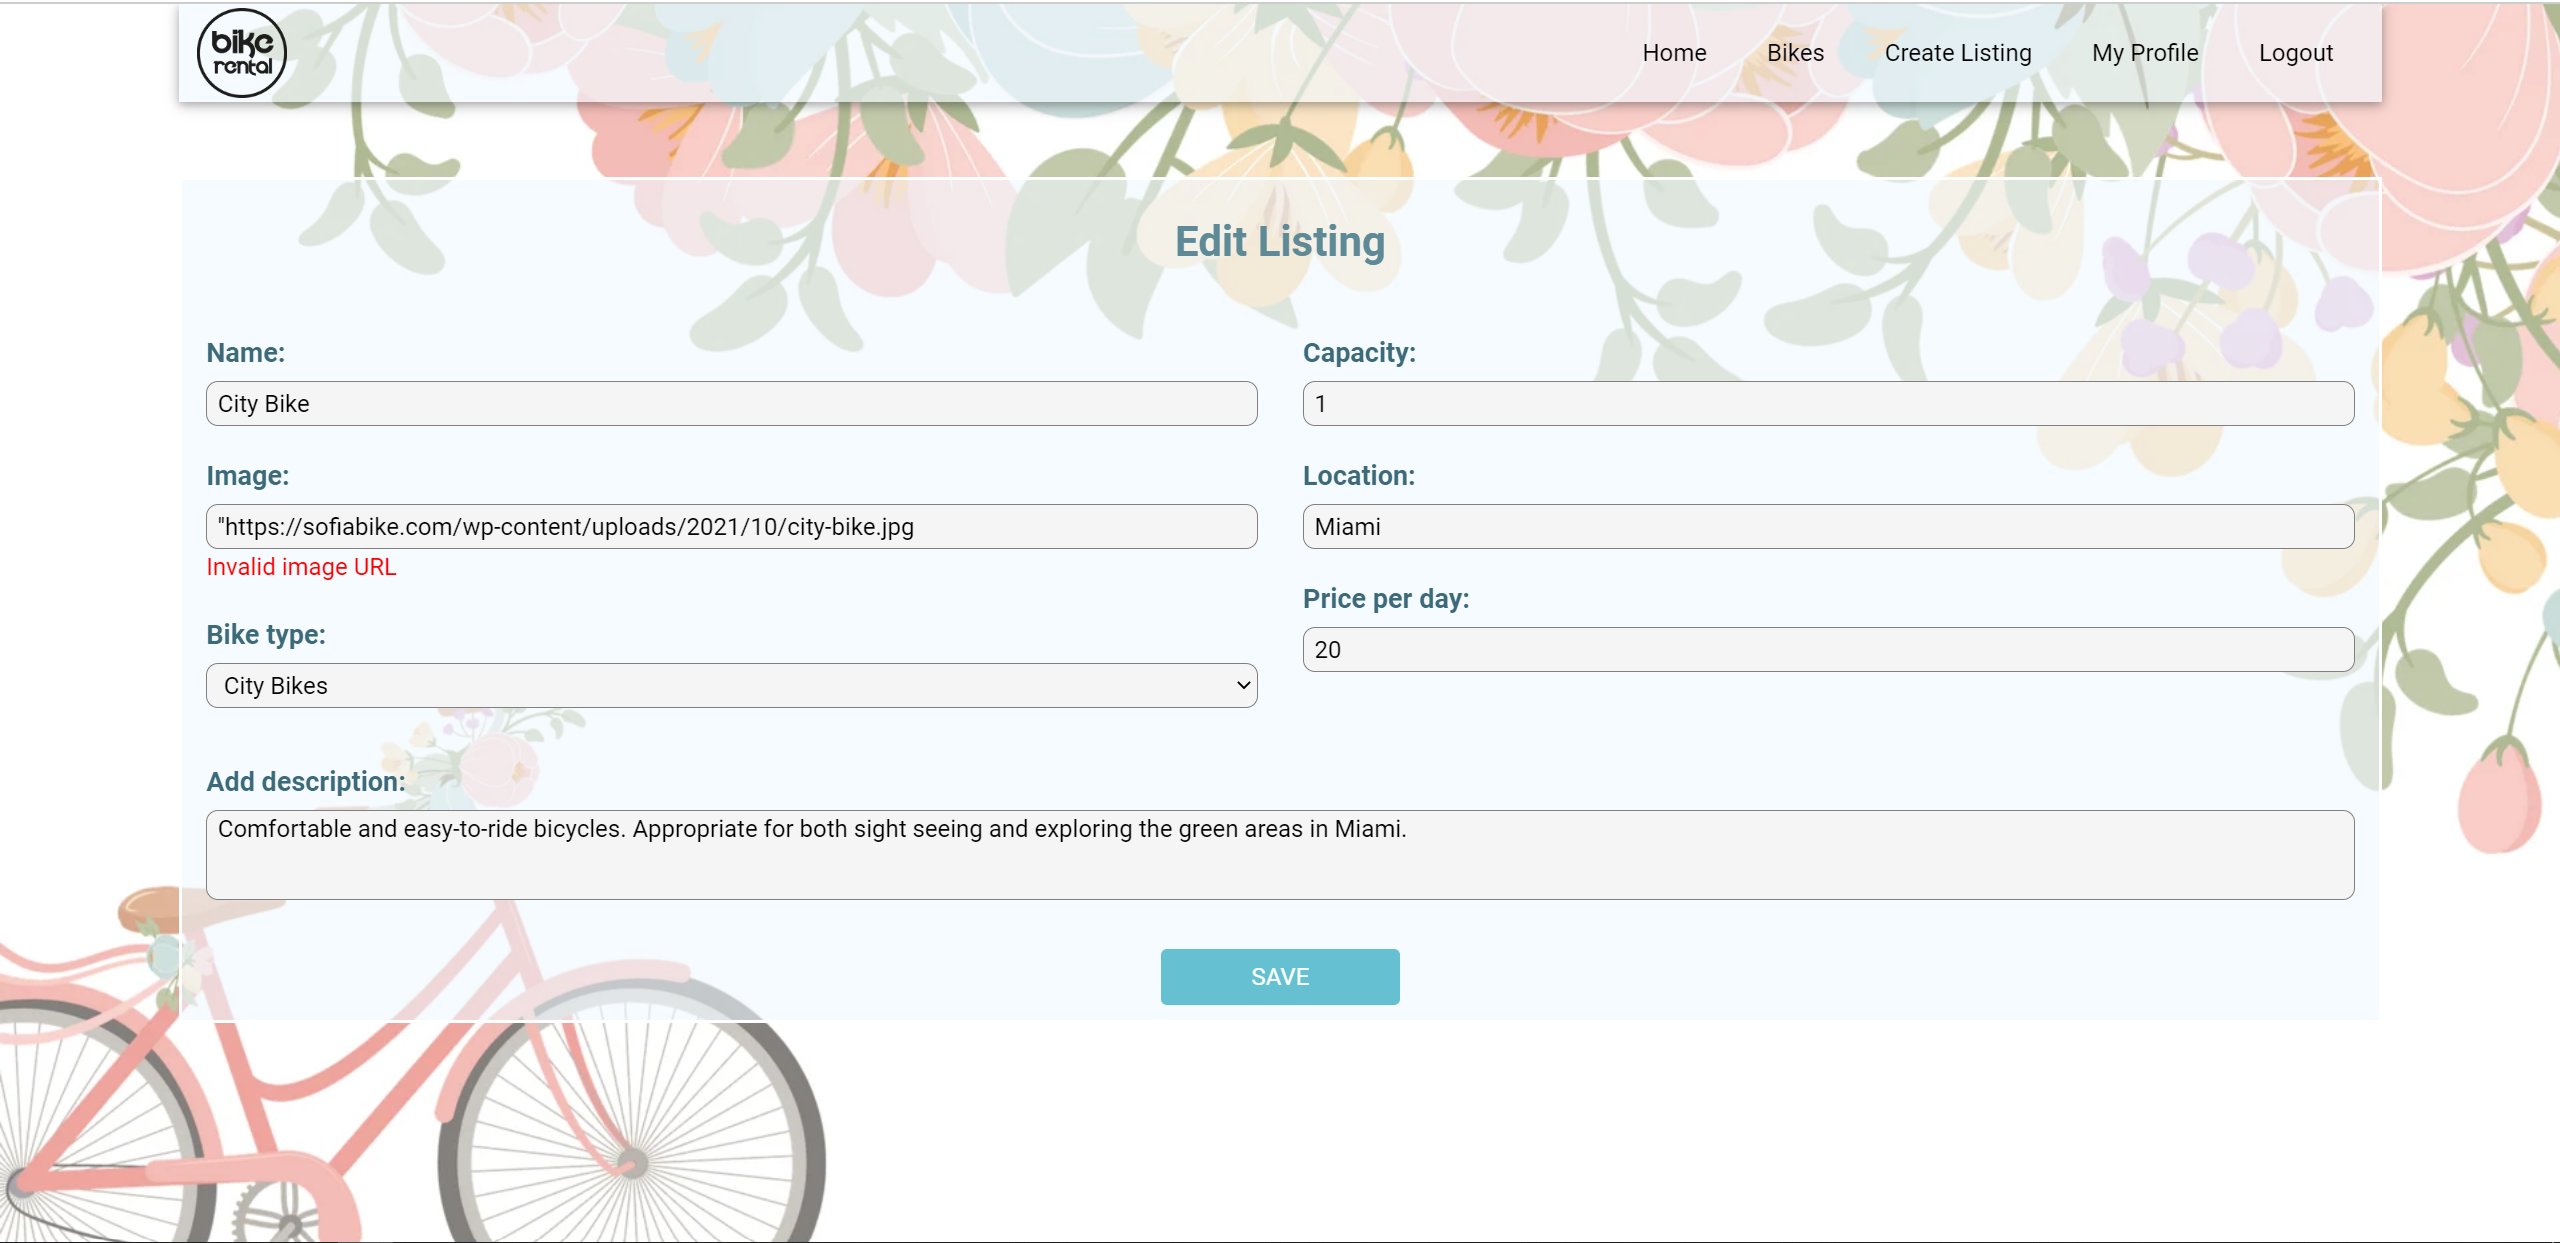 bike
rental
Home Bikes Create Listing My Profile Logout
Edit Listing
Name:
City Bike
Image:
"https://sofiabike.com/wp-content/uploads/2021/10/city-bike.jpg
Invalid image URL
Bike type:
City Bikes
Capacity:
1
Location:
Miami
Price per day:
20
Add description:
Comfortable and easy-to-ride bicycles. Appropriate for both sight seeing and exploring the green areas in Miami.
SAVE